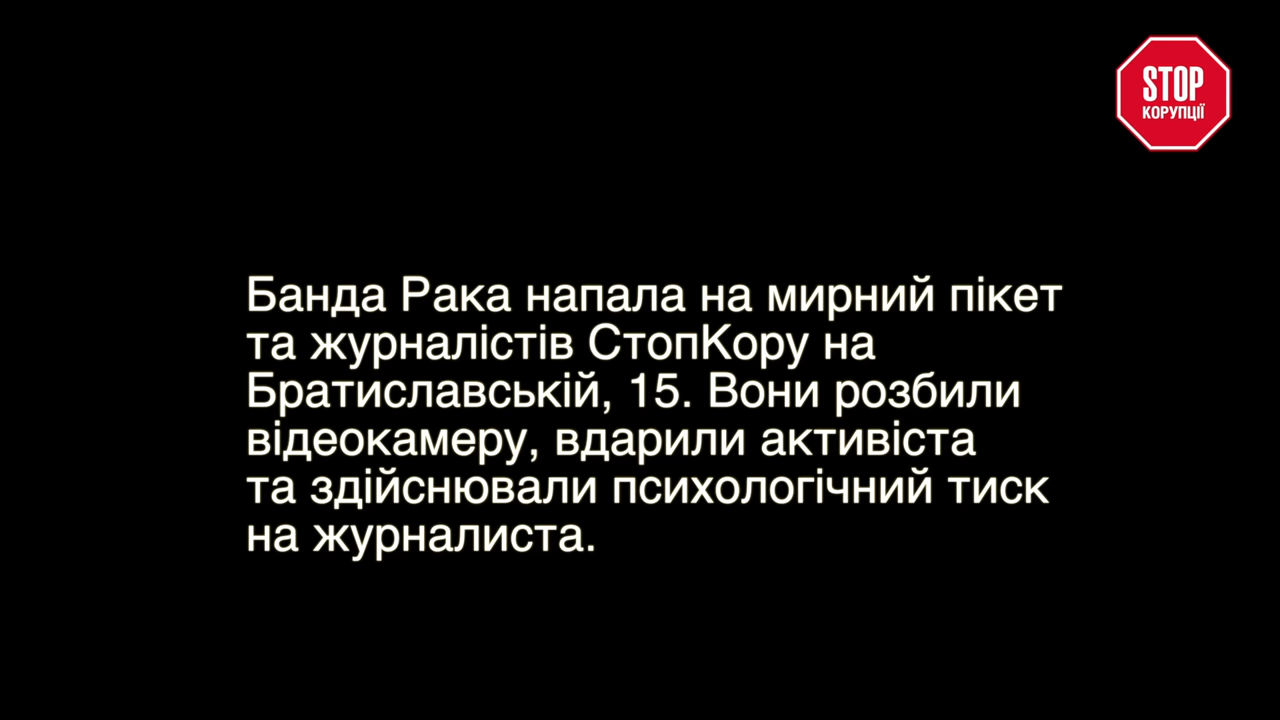 STOP
КОРУПЦІЇ
Банда Рака напала на мирний пікет
та журналістів СтопКору на
Братиславській, 15. Вони розбили
відеокамеру, вдарили активіста
та здійснювали психологічний тиск
на журналиста.